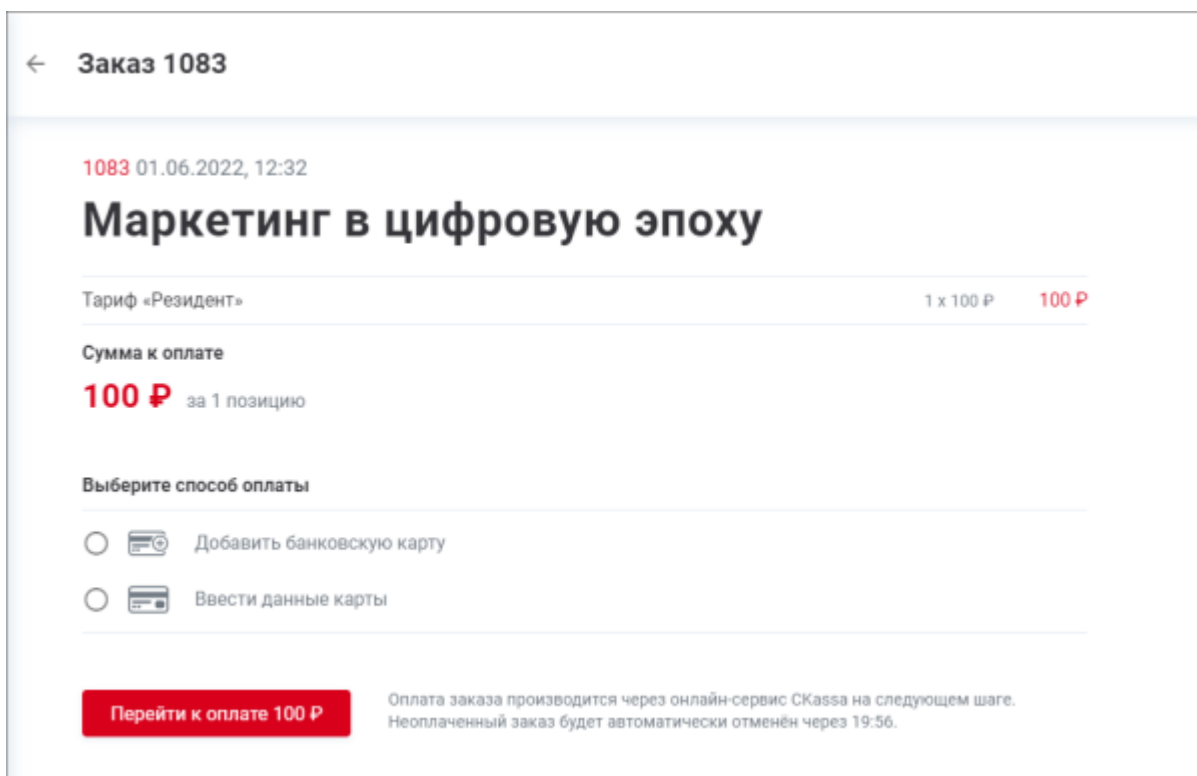 Заказ 1083
1083 01.06.2022, 12:32
Маркетинг в цифровую эпоху
Тариф «Резидент» 1 x 100 ₽ 100 ₽
Сумма к оплате
100 ₽ за 1 позицию
Выберите способ оплаты
Добавить банковскую карту
Ввести данные карты
Перейти к оплате 100 ₽
Оплата заказа производится через онлайн-сервис CKassa на следующем шаге.
Неоплаченный заказ будет автоматически отменён через 19:56.